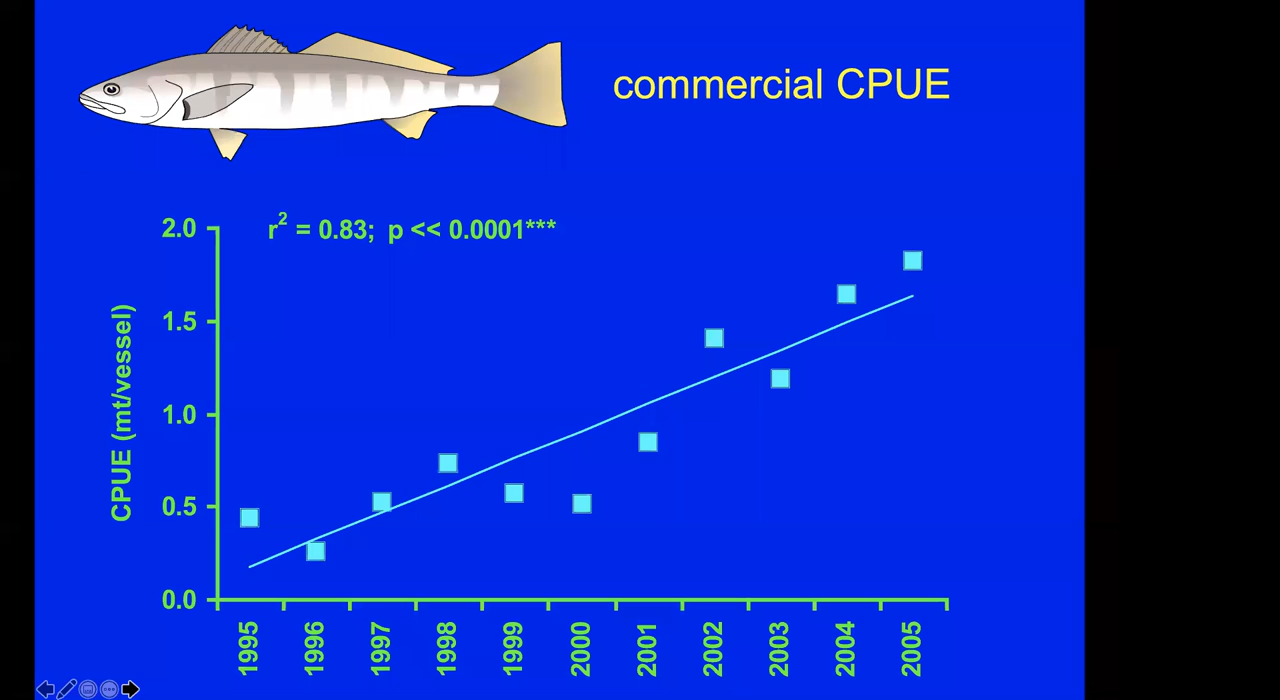 commercial CPUE
r² = 0.83; p << 0.0001***
CPUE (mt/vessel)
2.0
1.5
1.0
0.5
0.0
1995 1996 1997 1998 1999 2000 2001 2002 2003 2004 2005